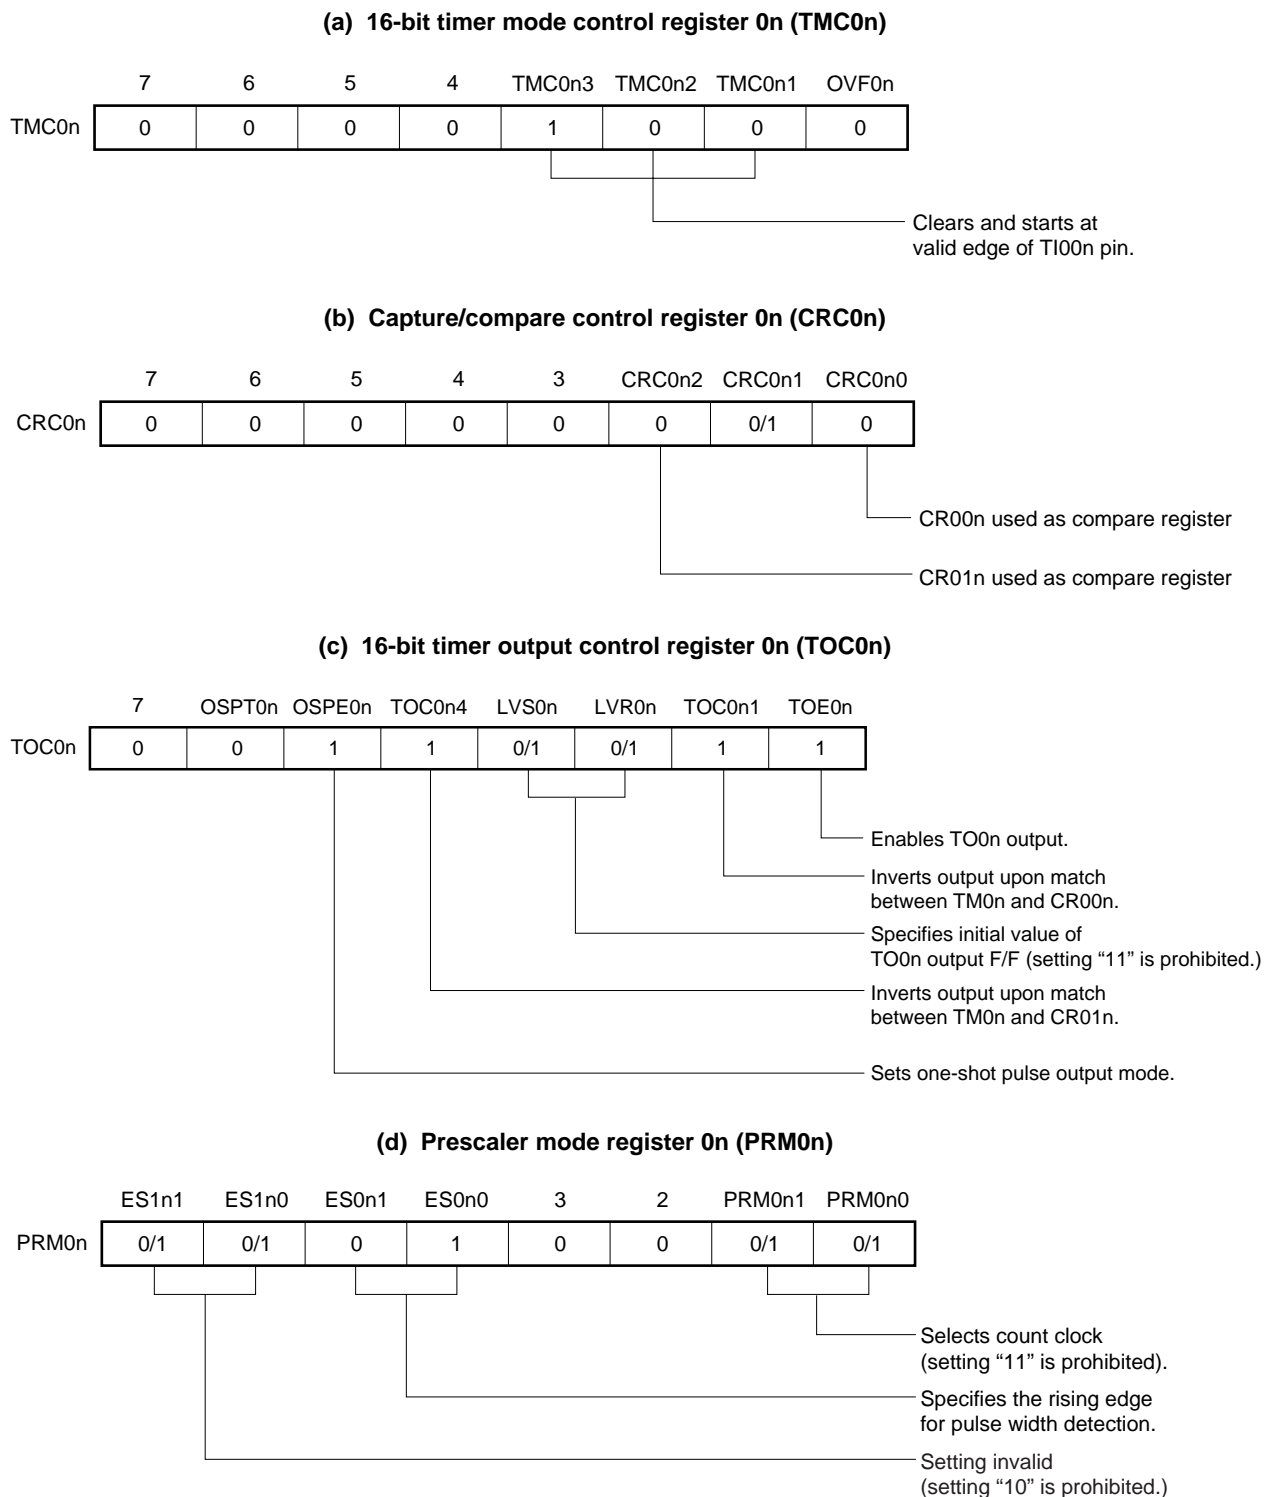 (a) 16-bit timer mode control register 0n (TMC0n)
7 6 5 4 TMC0n3 TMC0n2 TMC0n1 OVF0n
TMC0n 0 0 0 0 1 0 0 0
Clears and starts at
valid edge of TI00n pin.
(b) Capture/compare control register 0n (CRC0n)
7 6 5 4 3 CRC0n2 CRC0n1 CRC0n0
CRC0n 0 0 0 0 0 0 0/1 0
CR00n used as compare register
CR01n used as compare register
(c) 16-bit timer output control register 0n (TOC0n)
7 OSPT0n OSPE0n TOC0n4 LVS0n LVR0n TOC0n1 TOE0n
TOC0n 0 0 1 1 0/1 0/1 1 1
Enables TO0n output.
Inverts output upon match
between TM0n and CR00n.
Specifies initial value of
TO0n output F/F (setting “11” is prohibited.)
Inverts output upon match
between TM0n and CR01n.
Sets one-shot pulse output mode.
(d) Prescaler mode register 0n (PRM0n)
ES1n1 ES1n0 ES0n1 ES0n0 3 2 PRM0n1 PRM0n0
PRM0n 0/1 0/1 0 1 0 0 0/1 0/1
Selects count clock
(setting “11” is prohibited).
Specifies the rising edge
for pulse width detection.
Setting invalid
(setting “10” is prohibited.)